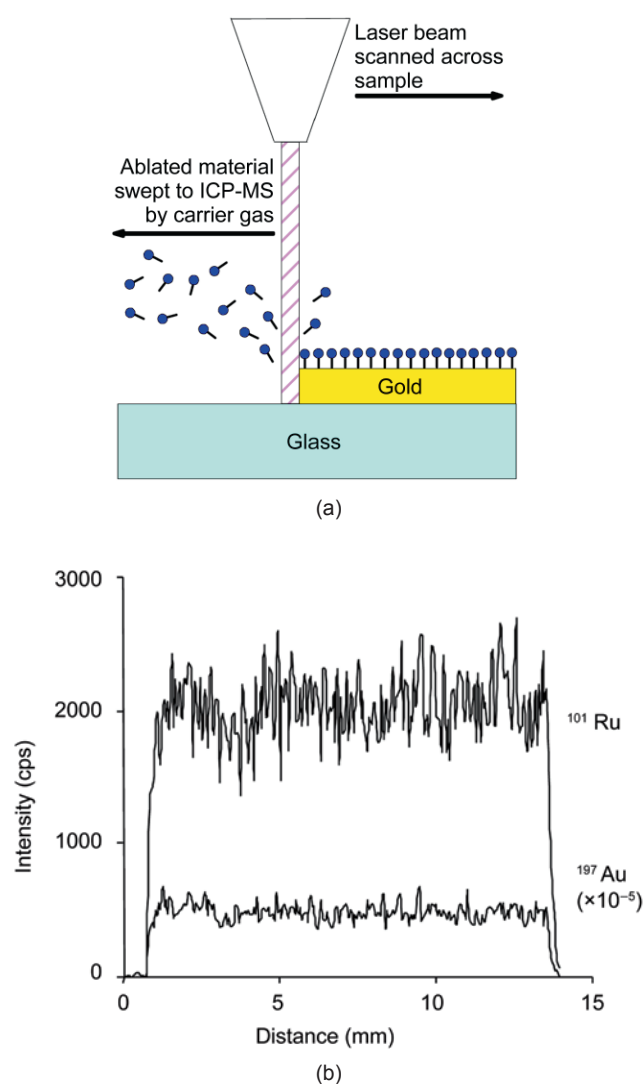 Laser beam
scanned across
sample
Ablated material
swept to ICP-MS
by carrier gas
Gold
Glass
(a)
3000
2000
1000
0
Intensity (cps)
¹⁰¹ Ru
¹⁹⁷ Au
(×10⁻⁵)
0 5 10 15
Distance (mm)
(b)